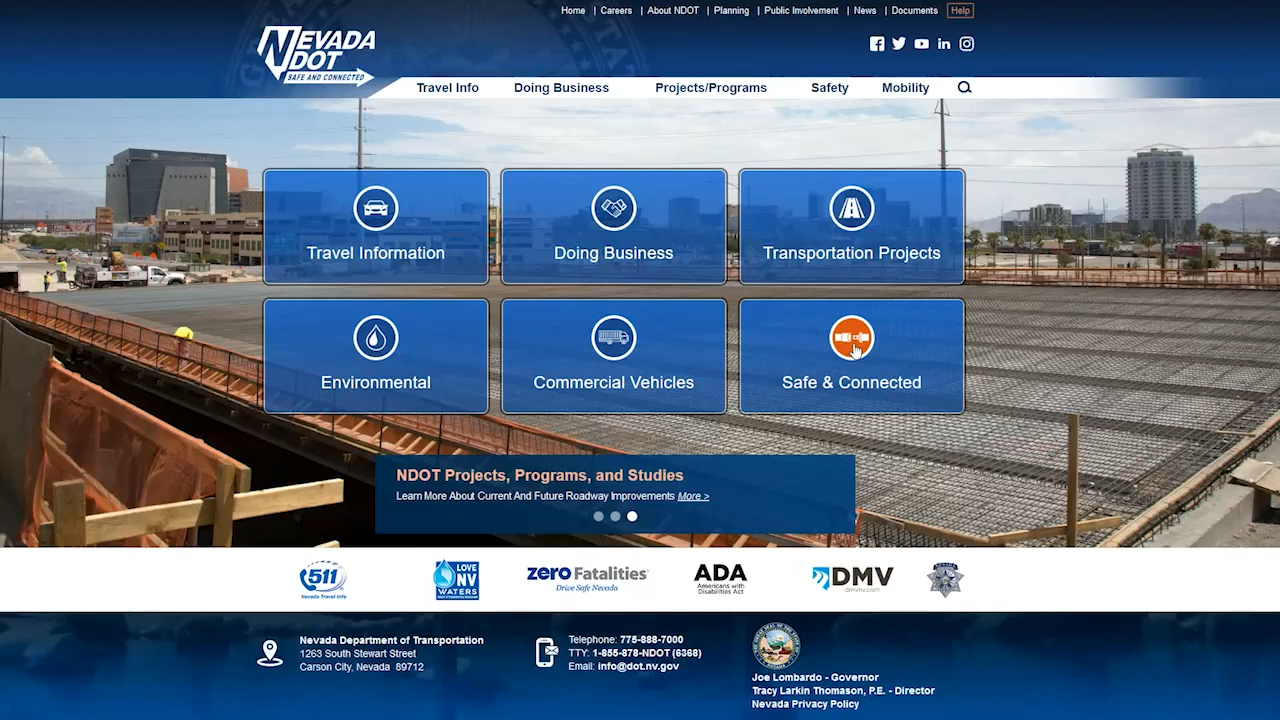 Home | Careers | About NDOT | Planning | Public Involvement | News | Documents Help
NEVADA
DOT
SAFE AND CONNECTED
Travel Info Doing Business Projects/Programs Safety Mobility
Travel Information
Doing Business
Transportation Projects
Environmental
Commercial Vehicles
Safe & Connected
NDOT Projects, Programs, and Studies
Learn More About Current And Future Roadway Improvements More >
511
Nevada Travel Info
LOVE
NV
WATERS
zero Fatalities
Drive Safe Nevada
ADA
Americans with
Disabilities Act
DMV
dmvnv.com
Nevada Department of Transportation
1263 South Stewart Street
Carson City, Nevada 89712
Telephone: 775-888-7000
TTY: 1-855-878-NDOT (6368)
Email: info@dot.nv.gov
Joe Lombardo - Governor
Tracy Larkin Thomason, P.E. - Director
Nevada Privacy Policy